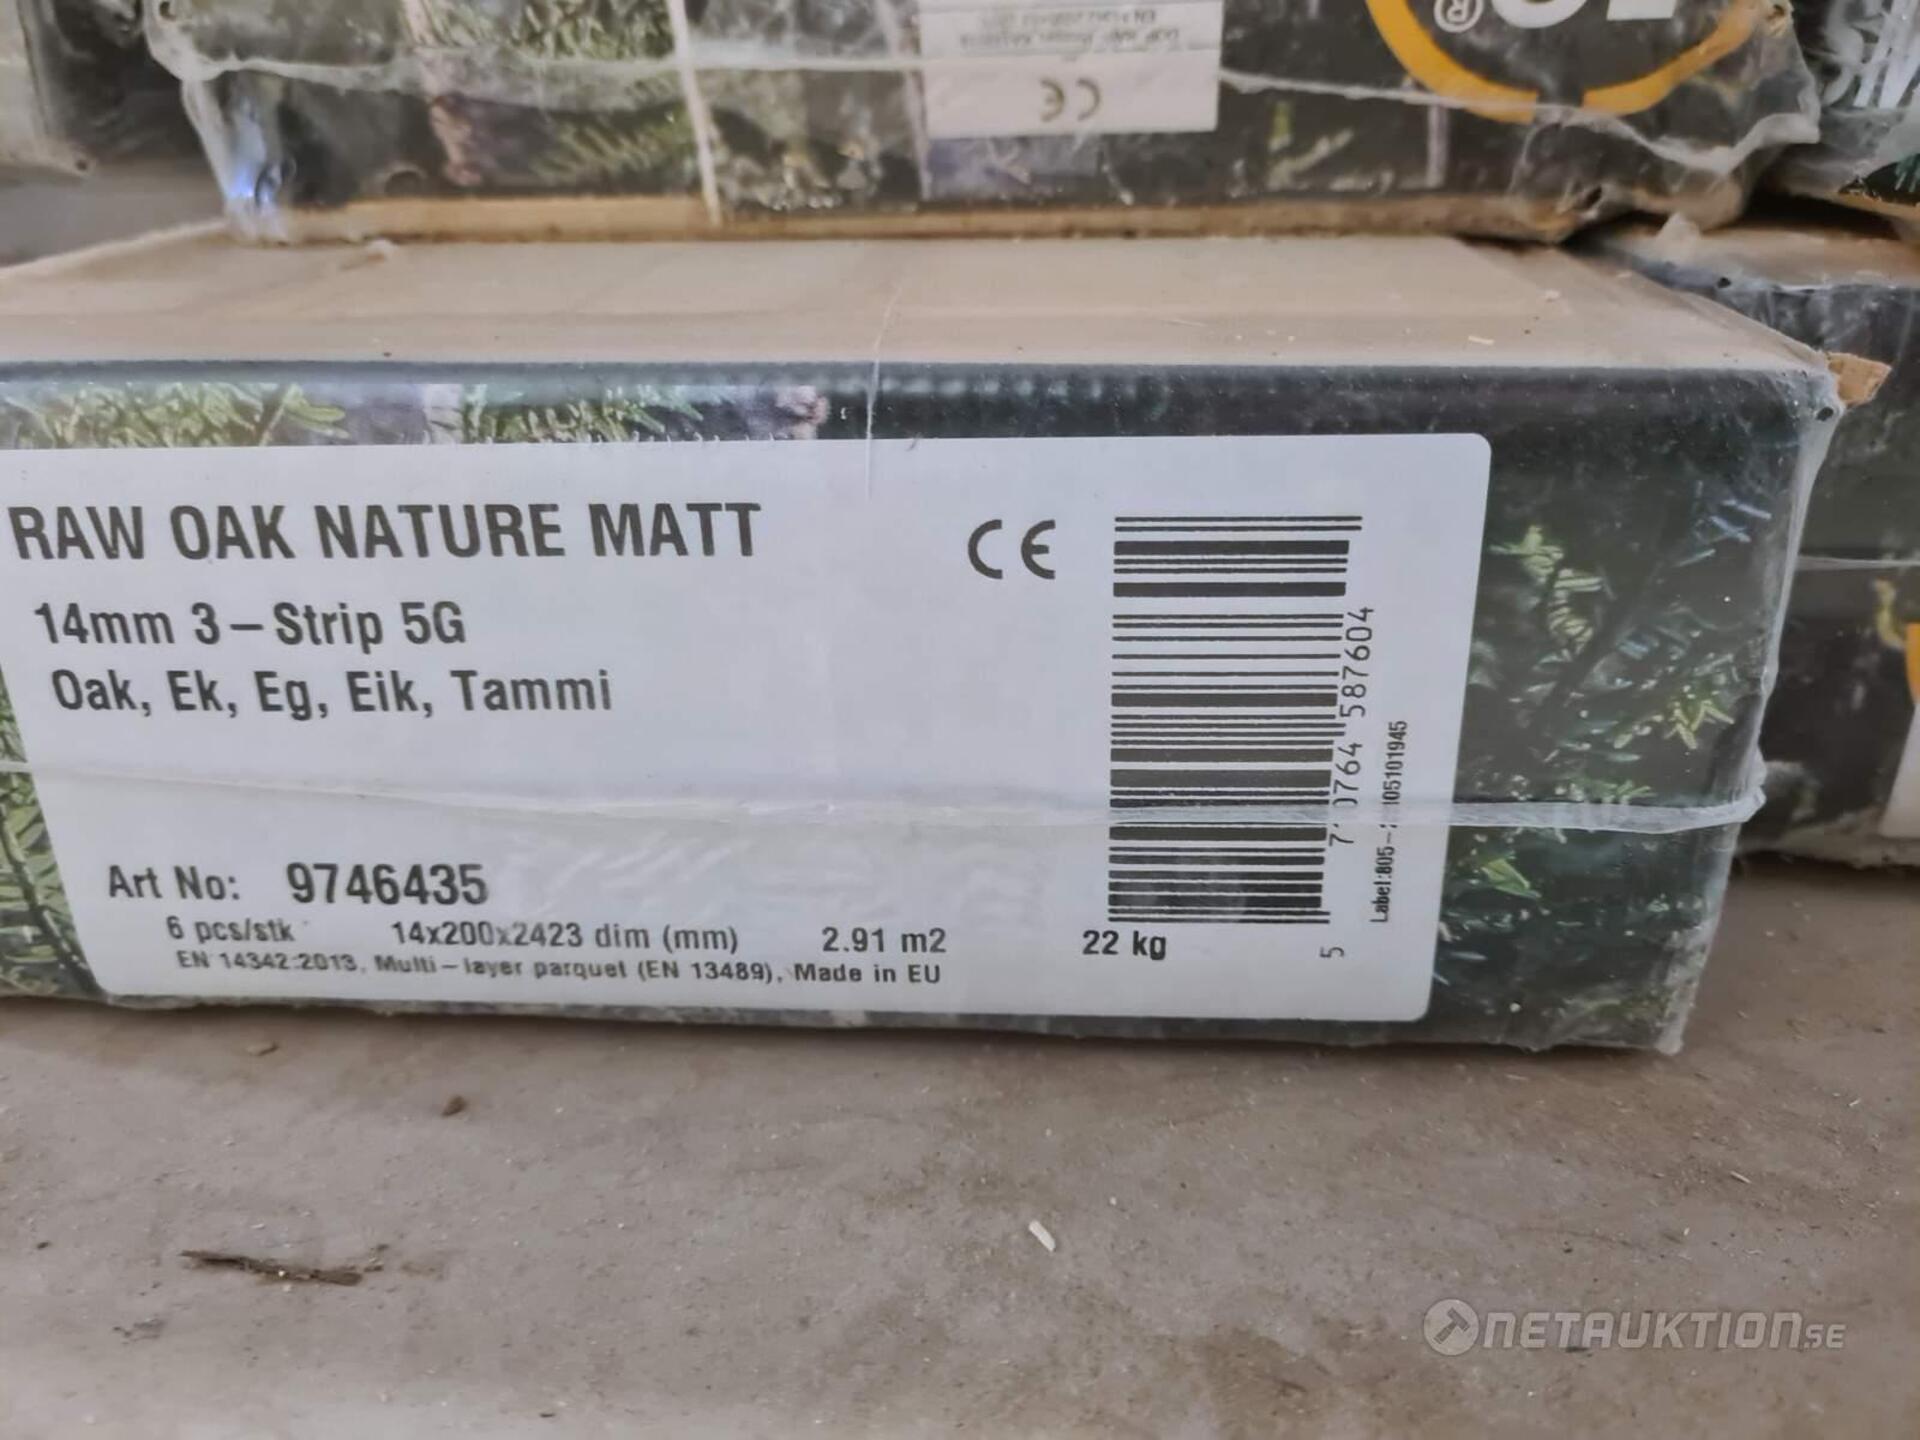 CE
RAW OAK NATURE MATT
CE
14mm 3-Strip 5G
Oak, Ek, Eg, Eik, Tammi
Art No: 9746435
6 pcs/stk 14x200x2423 dim (mm) 2.91 m2 22 kg
EN 14342:2013, Multi-layer parquet (EN 13489), Made in EU
587604
NETAUKTION.SE